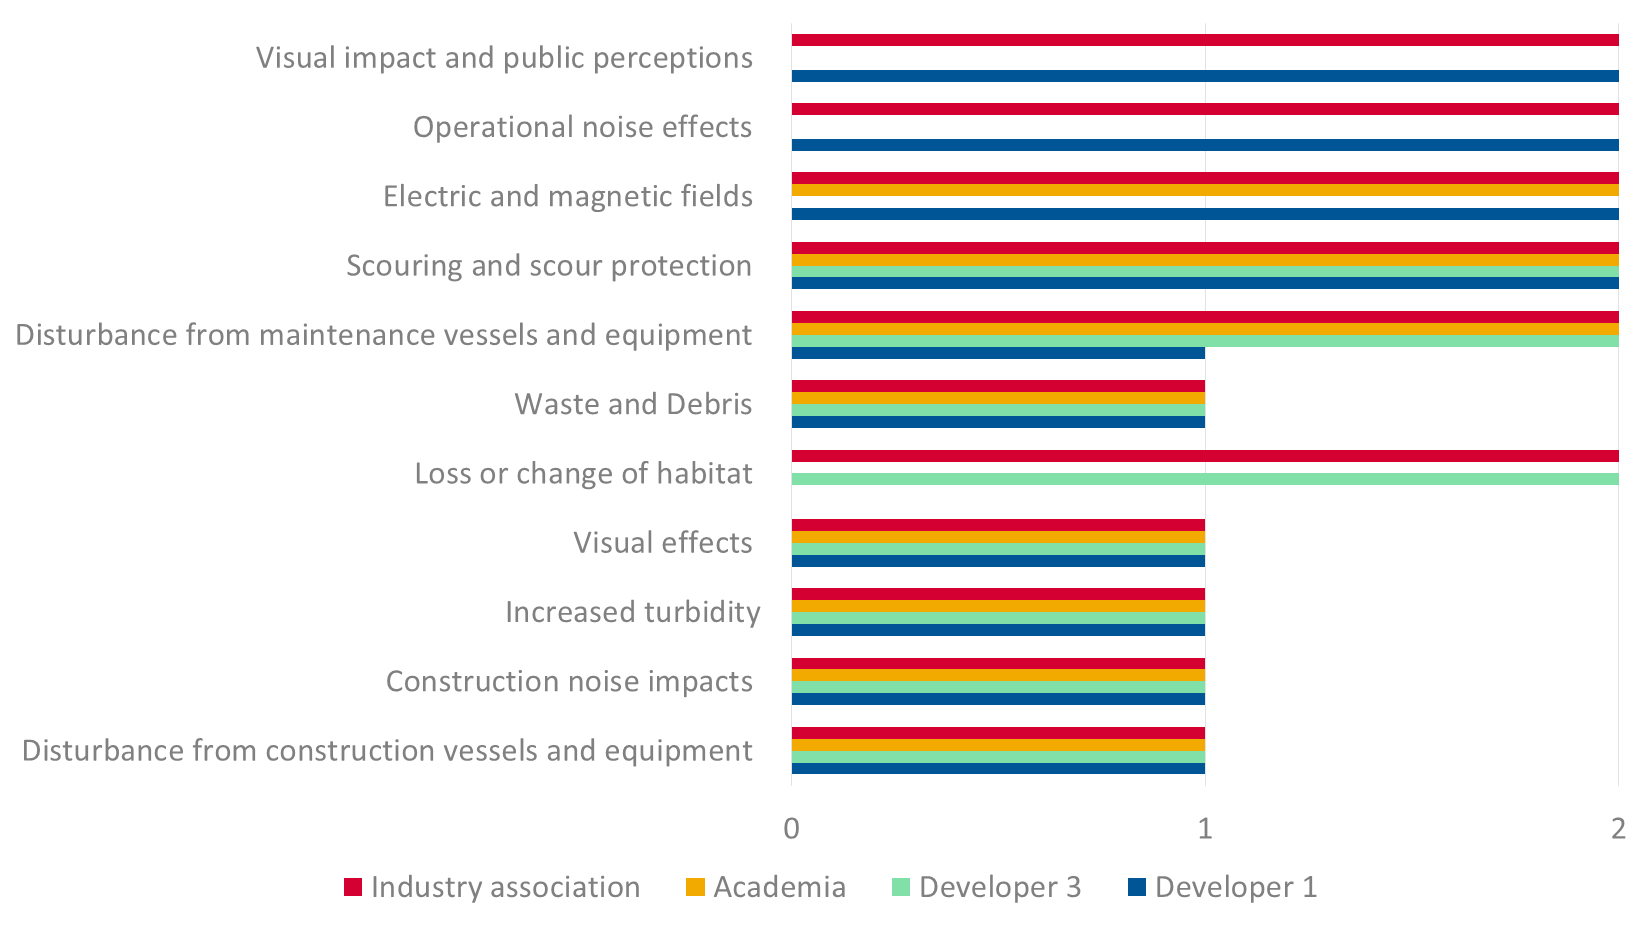 Visual impact and public perceptions
Operational noise effects
Electric and magnetic fields
Scouring and scour protection
Disturbance from maintenance vessels and equipment
Waste and Debris
Loss or change of habitat
Visual effects
Increased turbidity
Construction noise impacts
Disturbance from construction vessels and equipment
0 1 2
Industry association Academia Developer 3 Developer 1